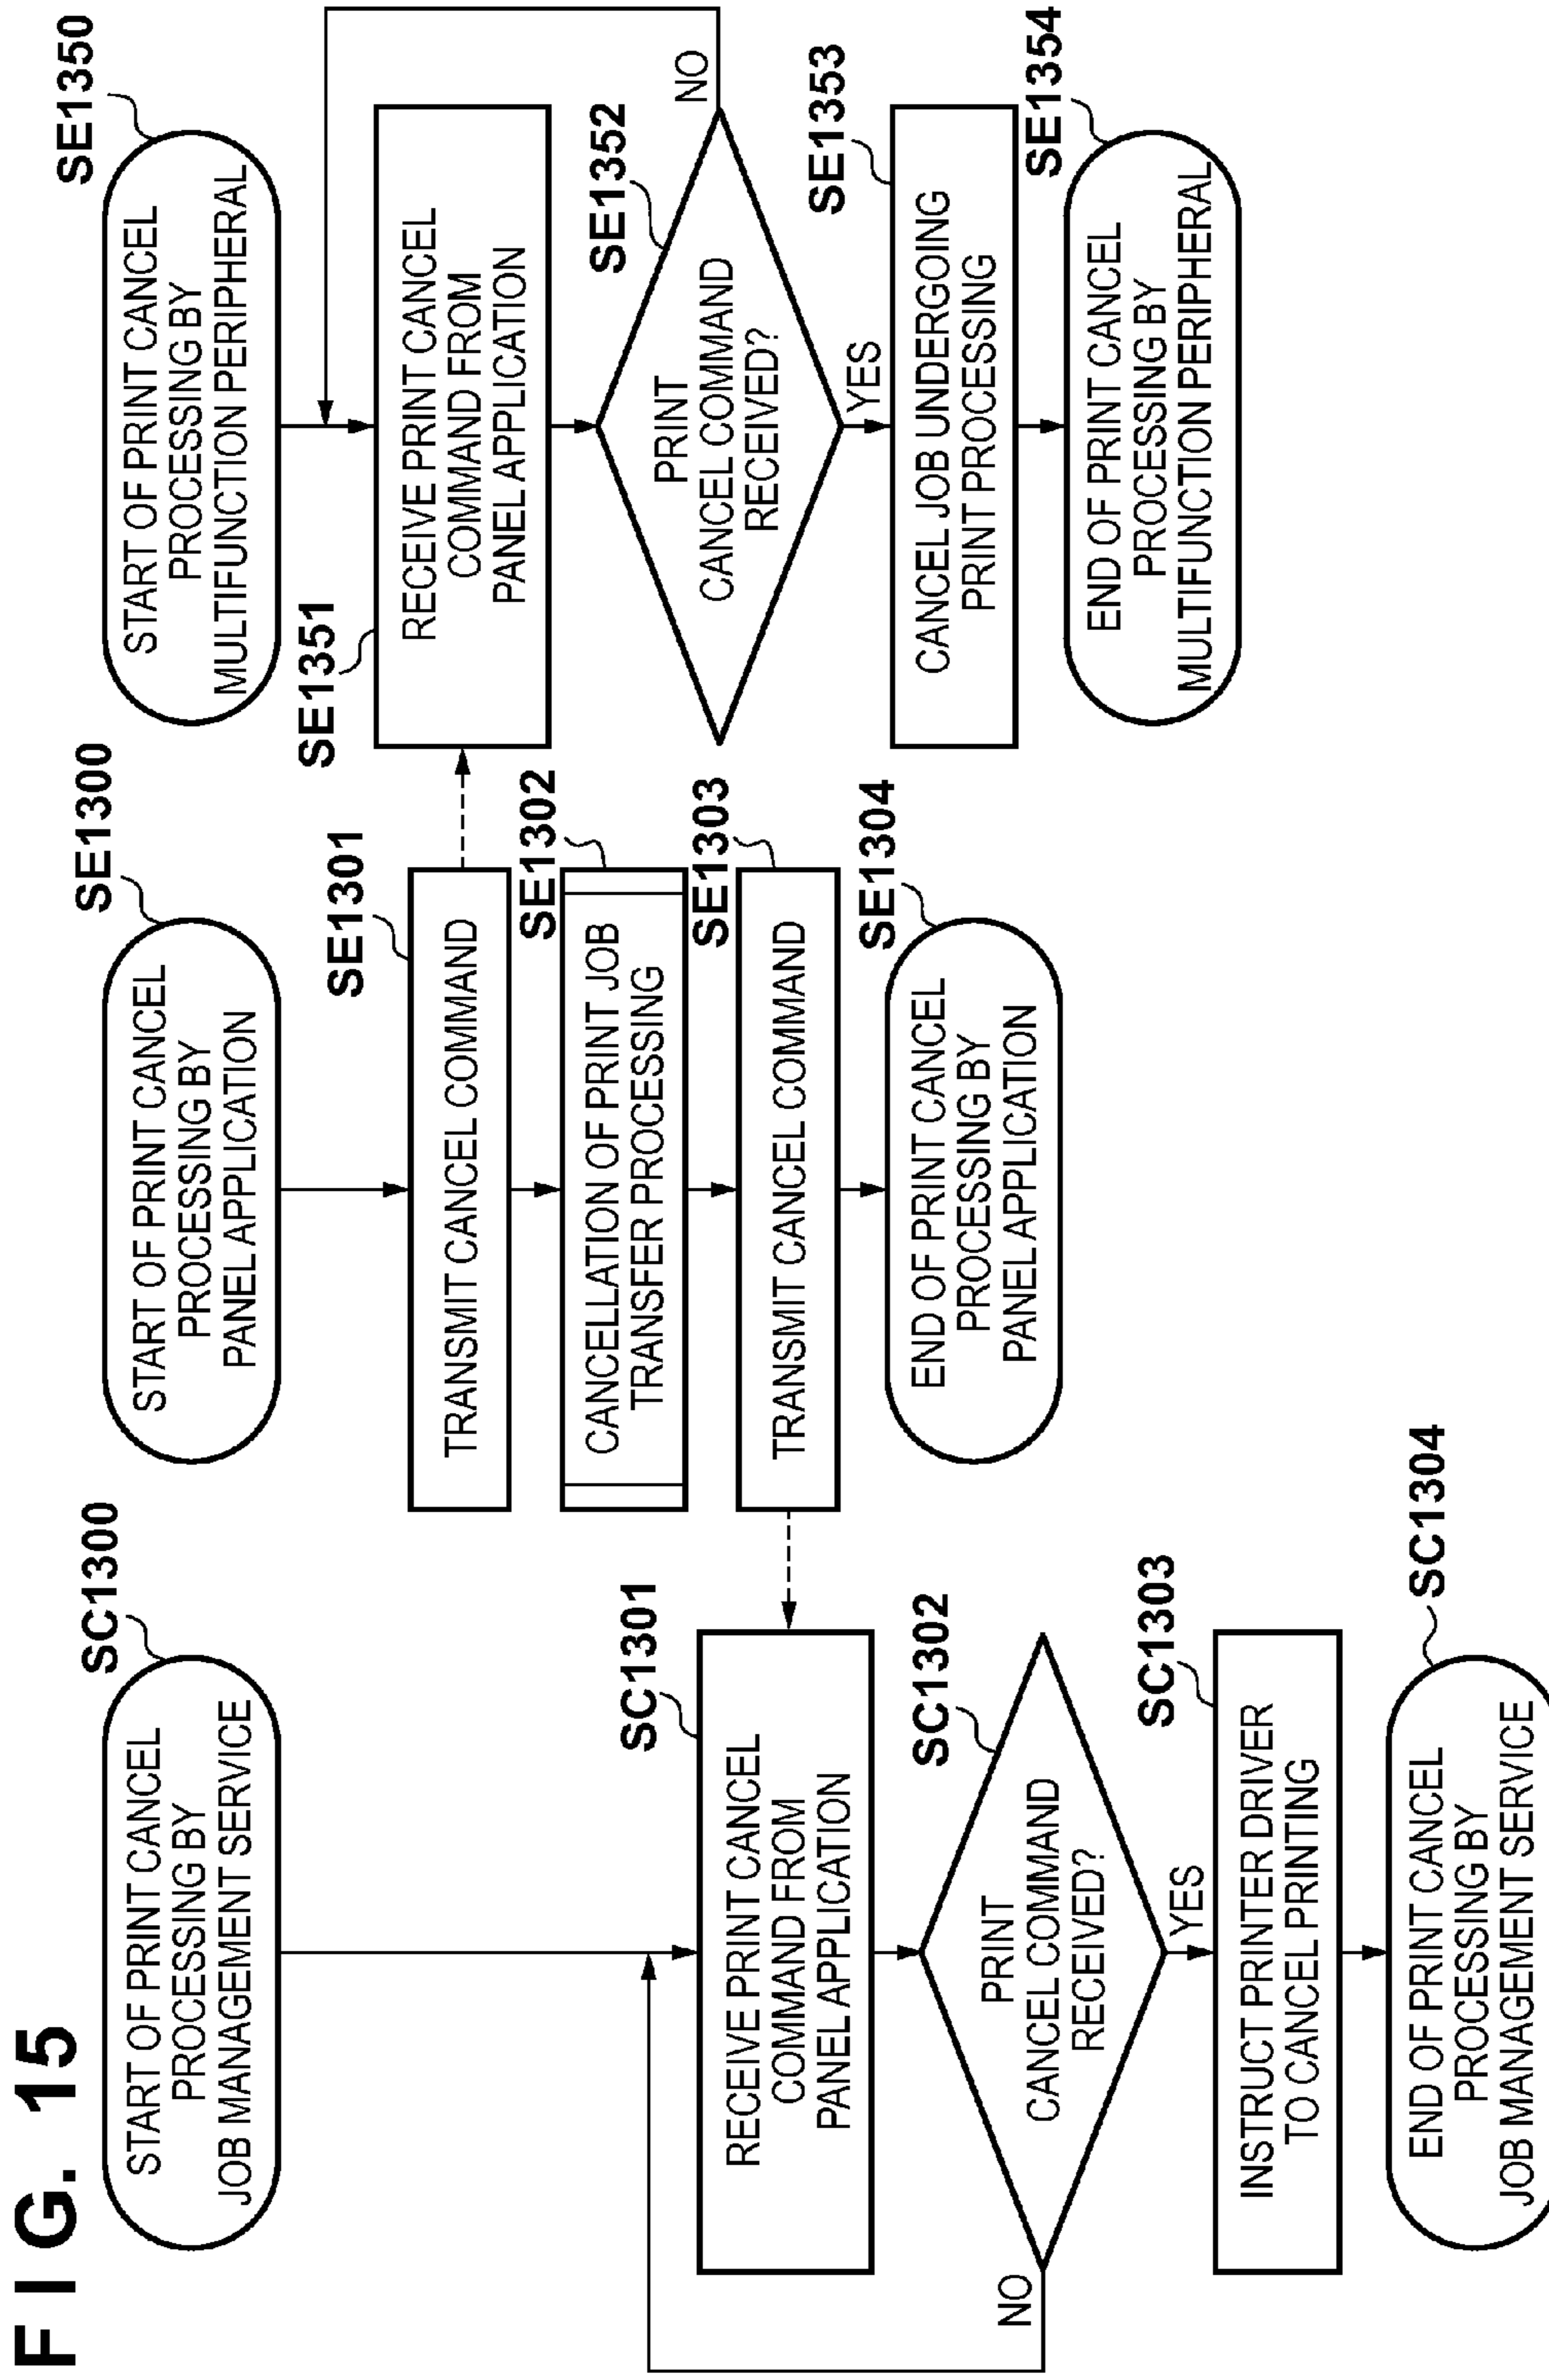 FIG. 15
SC1300
START OF PRINT CANCEL
PROCESSING BY
JOB MANAGEMENT SERVICE
SC1301
RECEIVE PRINT CANCEL
COMMAND FROM
PANEL APPLICATION
SC1302
PRINT
CANCEL COMMAND
RECEIVED?
NO
YES
SC1303
INSTRUCT PRINTER DRIVER
TO CANCEL PRINTING
SC1304
END OF PRINT CANCEL
PROCESSING BY
JOB MANAGEMENT SERVICE
SE1300
START OF PRINT CANCEL
PROCESSING BY
PANEL APPLICATION
SE1301
TRANSMIT CANCEL COMMAND
SE1302
CANCELLATION OF PRINT JOB
TRANSFER PROCESSING
SE1303
TRANSMIT CANCEL COMMAND
SE1304
END OF PRINT CANCEL
PROCESSING BY
PANEL APPLICATION
SE1350
START OF PRINT CANCEL
PROCESSING BY
MULTIFUNCTION PERIPHERAL
SE1351
RECEIVE PRINT CANCEL
COMMAND FROM
PANEL APPLICATION
SE1352
PRINT
CANCEL COMMAND
RECEIVED?
NO
YES
SE1353
CANCEL JOB UNDERGOING
PRINT PROCESSING
SE1354
END OF PRINT CANCEL
PROCESSING BY
MULTIFUNCTION PERIPHERAL